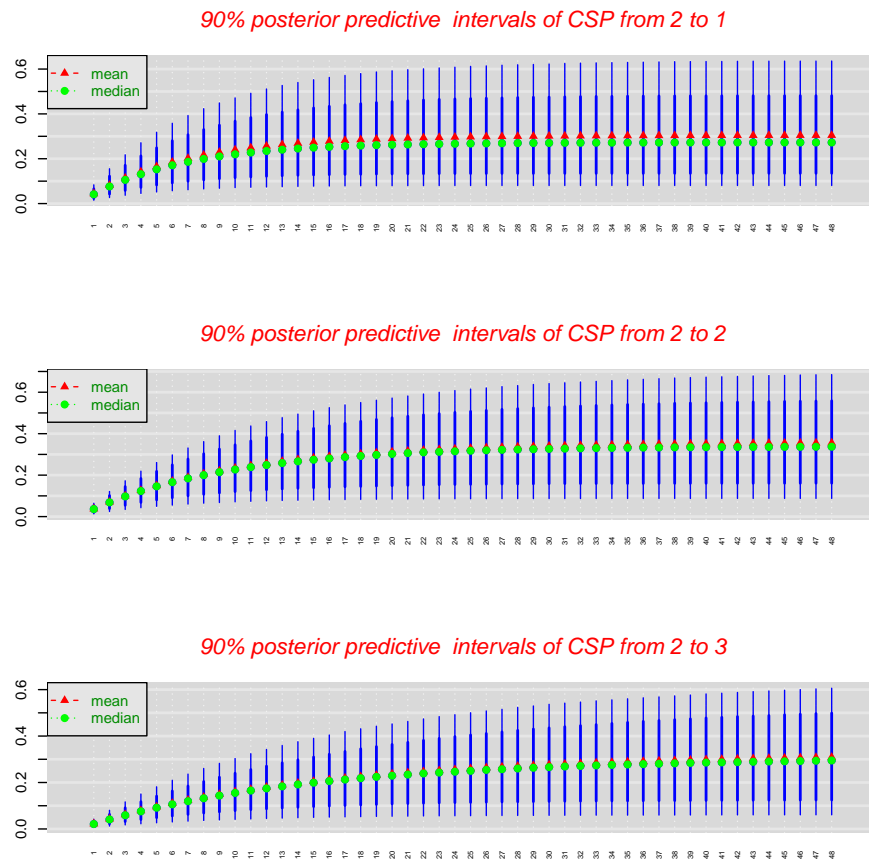 90% posterior predictive  intervals of CSP from 2 to 1
0.6
0.4
0.2
0.0
mean
median
1 2 3 4 5 6 7 8 9 10 11 12 13 14 15 16 17 18 19 20 21 22 23 24 25 26 27 28 29 30 31 32 33 34 35 36 37 38 39 40 41 42 43 44 45 46 47 48
90% posterior predictive  intervals of CSP from 2 to 2
0.6
0.4
0.2
0.0
mean
median
1 2 3 4 5 6 7 8 9 10 11 12 13 14 15 16 17 18 19 20 21 22 23 24 25 26 27 28 29 30 31 32 33 34 35 36 37 38 39 40 41 42 43 44 45 46 47 48
90% posterior predictive  intervals of CSP from 2 to 3
0.6
0.4
0.2
0.0
mean
median
1 2 3 4 5 6 7 8 9 10 11 12 13 14 15 16 17 18 19 20 21 22 23 24 25 26 27 28 29 30 31 32 33 34 35 36 37 38 39 40 41 42 43 44 45 46 47 48